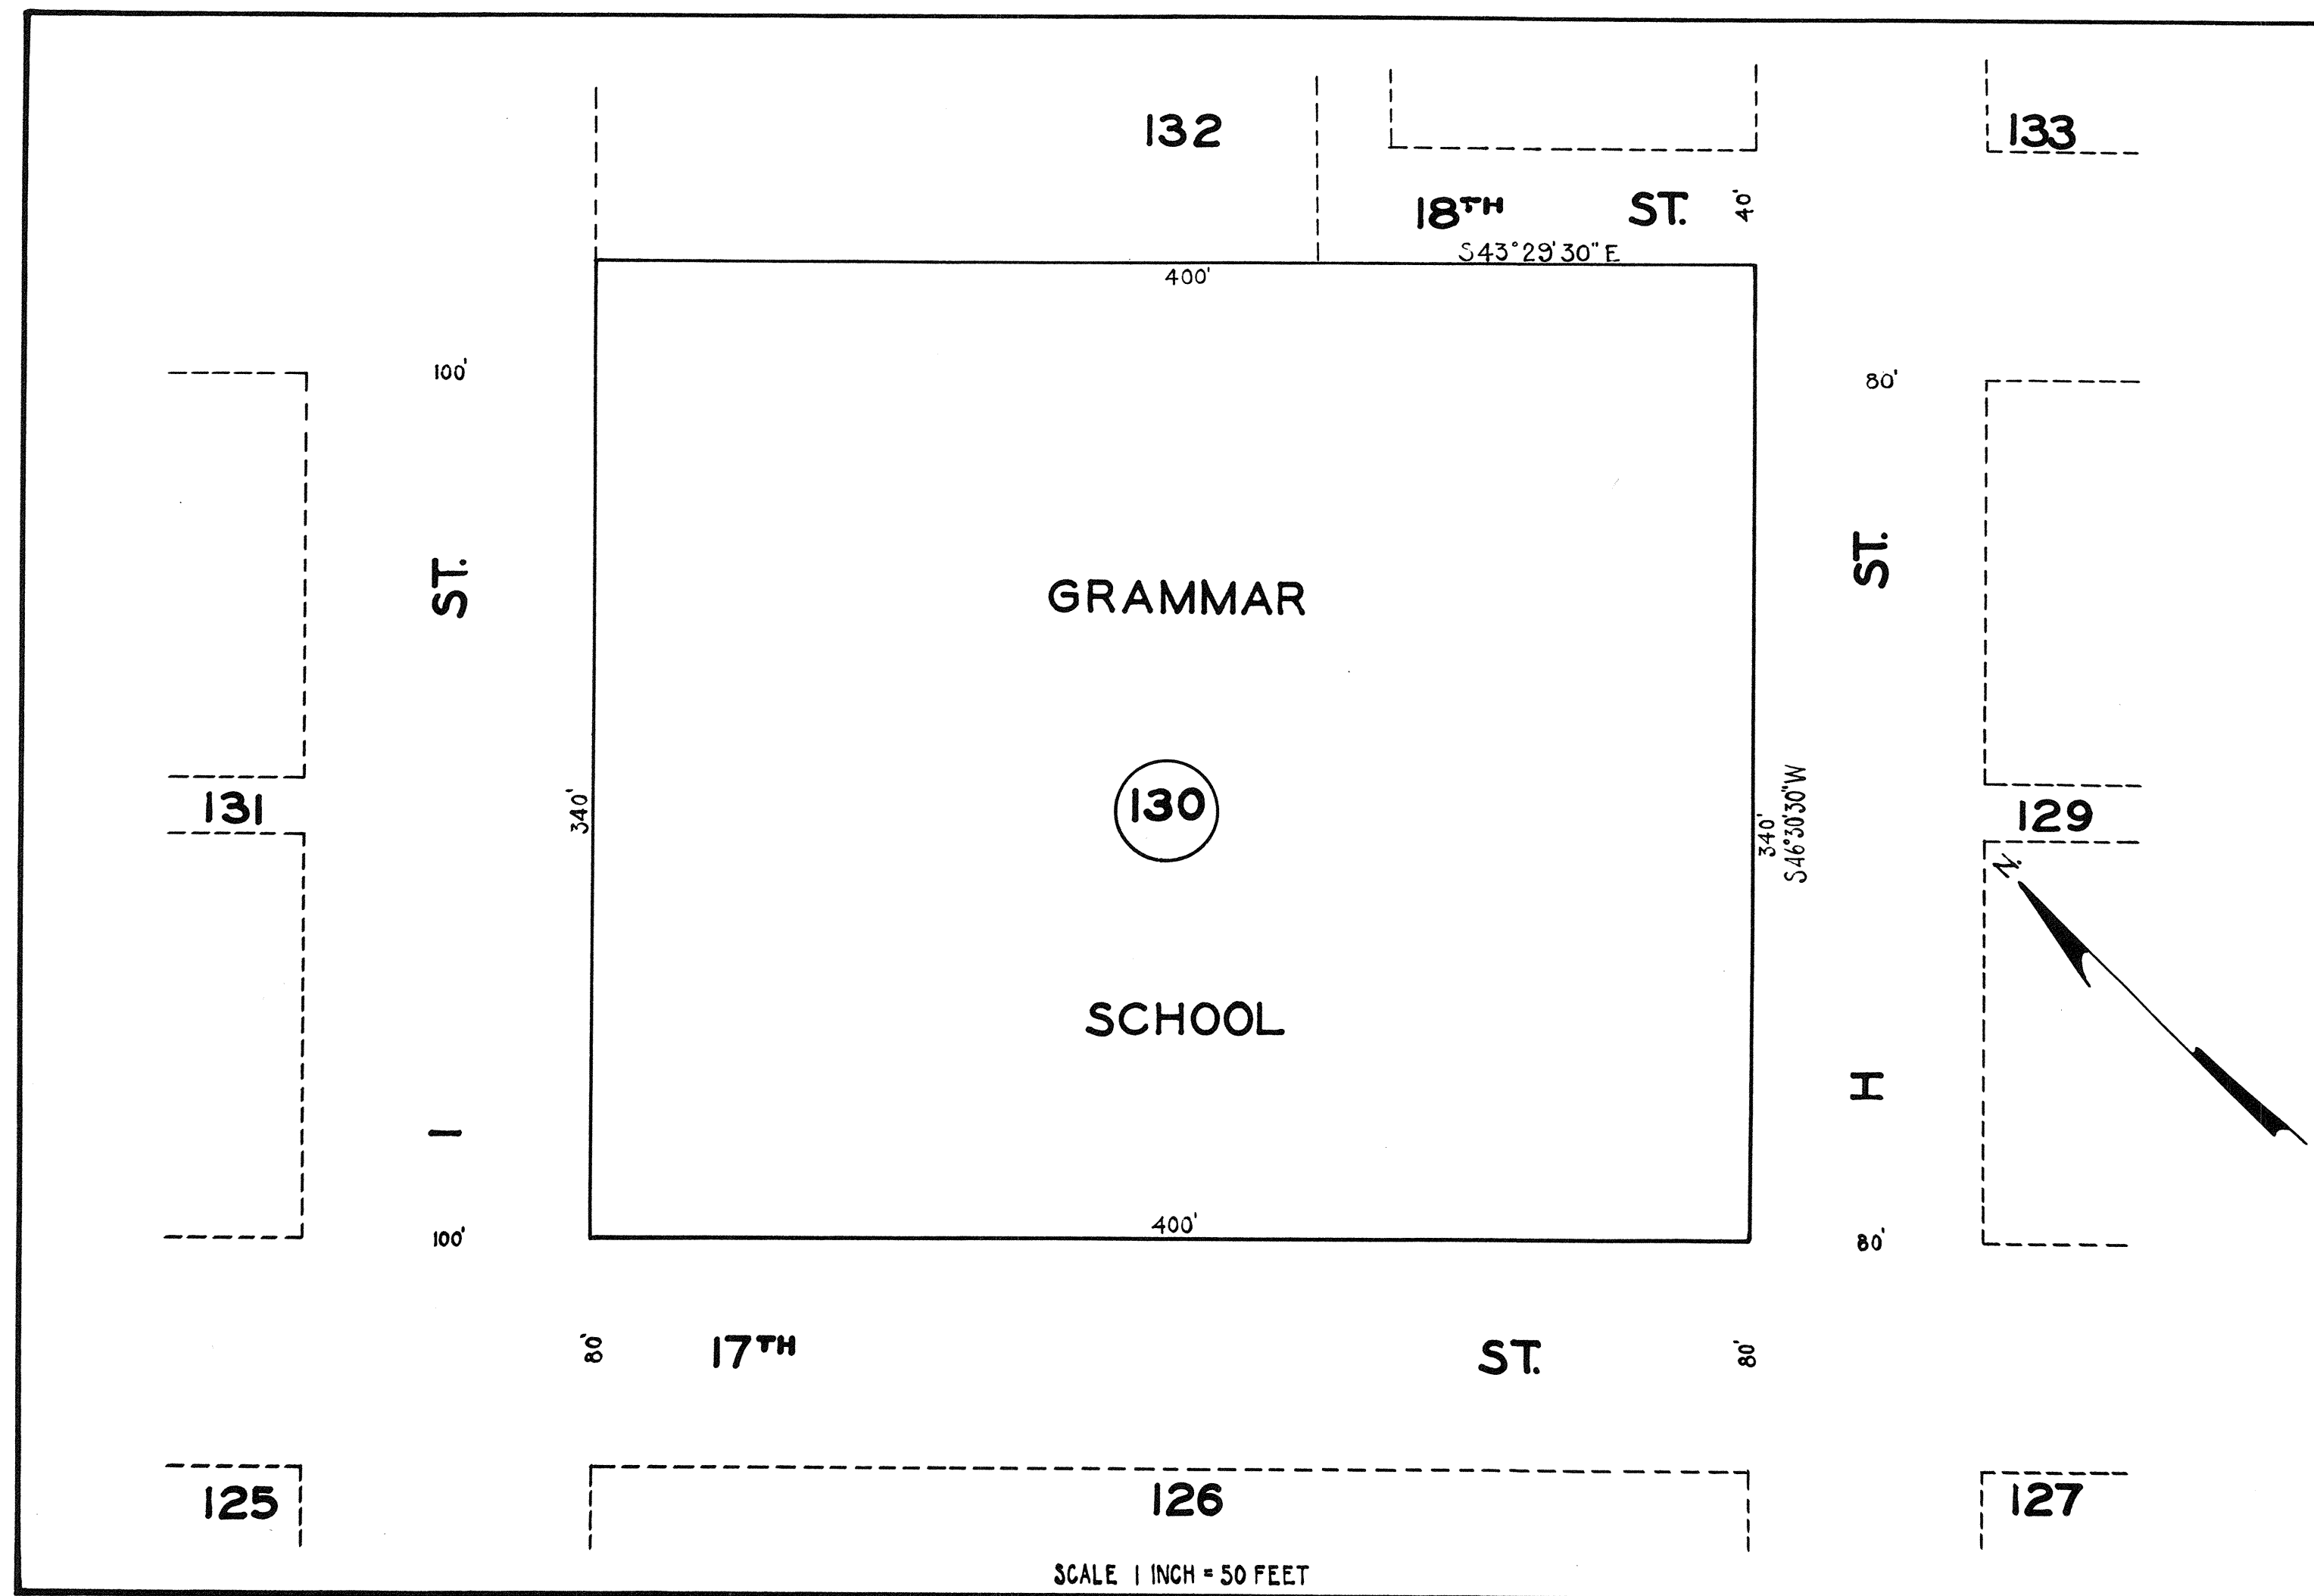 132
133
18TH ST.
40'
S43°29'30"E
400'
100'
80'
ST.
ST.
GRAMMAR
340'
130
340'
S46°30'30"W
131
129
N.
SCHOOL
I
H
400'
100'
80'
80'
17TH ST.
80'
125
126
127
SCALE 1 INCH = 50 FEET